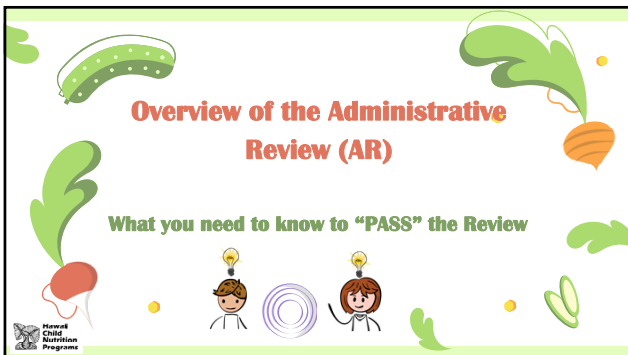 Overview of the Administrative
Review (AR)
What you need to know to “PASS” the Review
Hawaii
Child
Nutrition
Programs